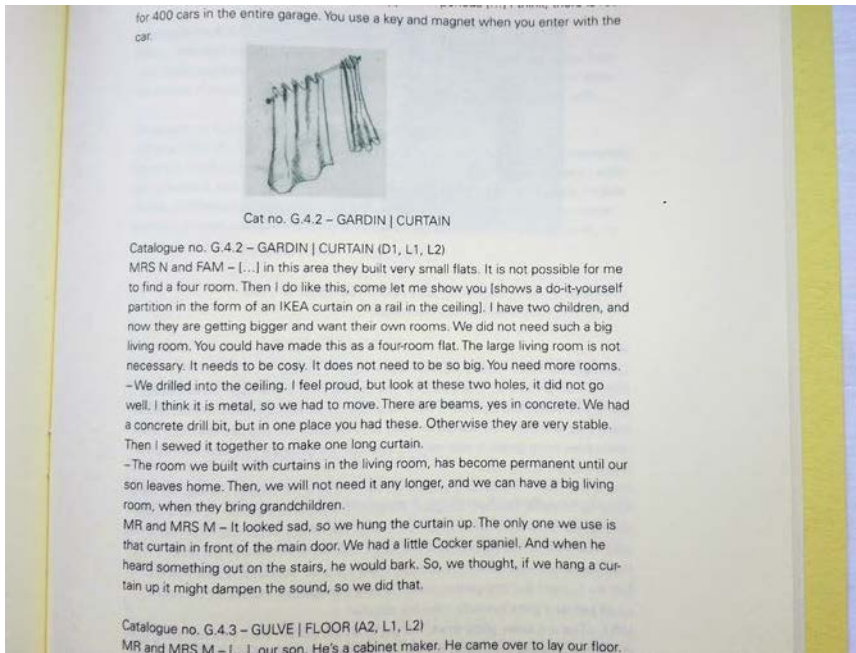 for 400 cars in the entire garage. You use a key and magnet when you enter with the
car.
Cat no. G.4.2 – GARDIN | CURTAIN
Catalogue no. G.4.2 – GARDIN | CURTAIN (D1, L1, L2)
MRS N and FAM – [...] in this area they built very small flats. It is not possible for me
to find a four room. Then I do like this, come let me show you [shows a do-it-yourself
partition in the form of an IKEA curtain on a rail in the ceiling]. I have two children, and
now they are getting bigger and want their own rooms. We did not need such a big
living room. You could have made this as a four-room flat. The large living room is not
necessary. It needs to be cosy. It does not need to be so big. You need more rooms.
–We drilled into the ceiling. I feel proud, but look at these two holes, it did not go
well. I think it is metal, so we had to move. There are beams, yes in concrete. We had
a concrete drill bit, but in one place you had these. Otherwise they are very stable.
Then I sewed it together to make one long curtain.
–The room we built with curtains in the living room, has become permanent until our
son leaves home. Then, we will not need it any longer, and we can have a big living
room, when they bring grandchildren.
MR and MRS M – It looked sad, so we hung the curtain up. The only one we use is
that curtain in front of the main door. We had a little Cocker spaniel. And when he
heard something out on the stairs, he would bark. So, we thought, if we hang a cur-
tain up it might dampen the sound, so we did that.
Catalogue no. G.4.3 – GULVE | FLOOR (A2, L1, L2)
MR and MRS M – [...] our son. He's a cabinet maker. He came over to lay our floor.